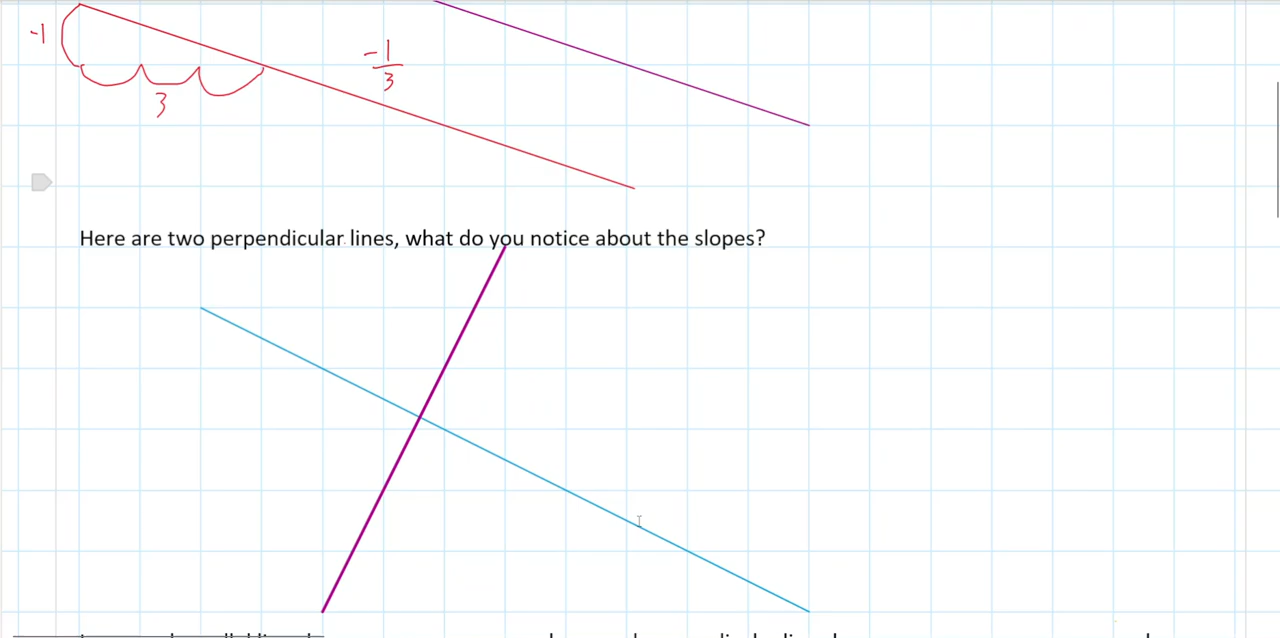 -1
-1
3
3
Here are two perpendicular lines, what do you notice about the slopes?